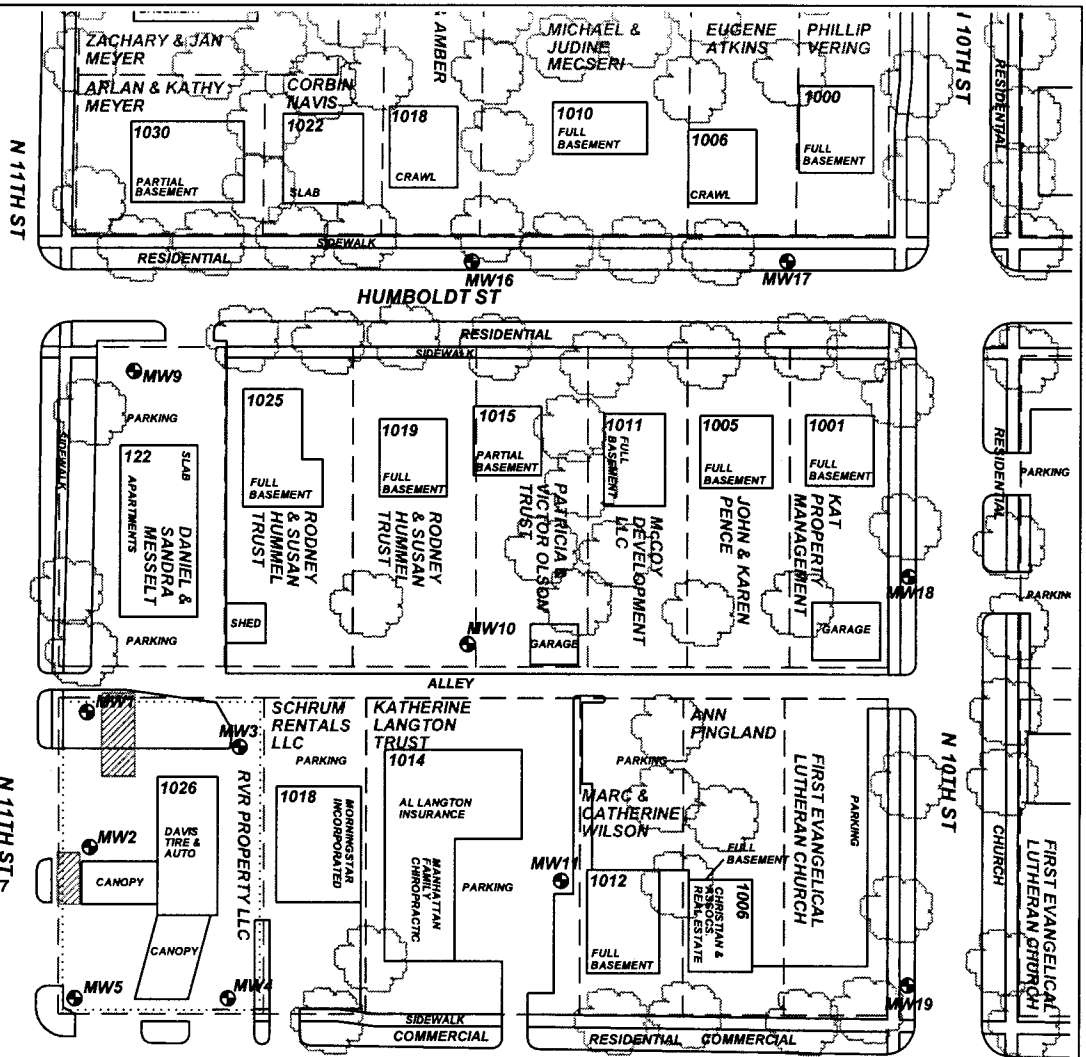 ZACHARY & JAN
MEYER
ARLAN & KATHY
MEYER
CORBIN
NAVIS
AMBER
MICHAEL &
JUDINE
MECSERI
EUGENE
ATKINS
PHILLIP
VERING
N 10TH ST
RESIDENTIAL
1030
PARTIAL
BASEMENT
1022
SLAB
1018
CRAWL
1010
FULL
BASEMENT
1006
CRAWL
1000
FULL
BASEMENT
N 11TH ST
SIDEWALK
RESIDENTIAL
MW16
MW17
HUMBOLDT ST
RESIDENTIAL
SIDEWALK
MW9
PARKING
SIDEWALK
122
SLAB
APARTMENTS
DANIEL &
SANDRA
MESSELT
PARKING
1025
FULL
BASEMENT
RODNEY
& SUSAN
HUMMEL
TRUST
SHED
1019
FULL
BASEMENT
RODNEY
& SUSAN
HUMMEL
TRUST
MW10
1015
PARTIAL
BASEMENT
PATRICIA &
VICTOR OLSON
TRUST
GARAGE
1011
FULL
BASEMENT
McCOY
DEVELOPMENT
LLC
1005
FULL
BASEMENT
JOHN & KAREN
PENCE
1001
FULL
BASEMENT
KAT
PROPERTY
MANAGEMENT
GARAGE
MW18
RESIDENTIAL
PARKING
PARKING
ALLEY
MW1
MW3
MW2
1026
DAVIS
TIRE &
AUTO
CANOPY
CANOPY
RVR PROPERTY LLC
MW5
MW4
N 11TH ST
SCHRUM
RENTALS
LLC
PARKING
1018
MORNINGSTAR
INCORPORATED
KATHERINE
LANGTON
TRUST
1014
AL LANGTON
INSURANCE
MANHATTAN
FAMILY
CHIROPRACTIC
PARKING
MW11
PARKING
MARC &
CATHERINE
WILSON
1012
FULL
BASEMENT
ANN
PINGLAND
FULL
BASEMENT
1006
CHRISTIAN &
ASSOCS.
REAL ESTATE
FIRST EVANGELICAL
LUTHERAN CHURCH
PARKING
N 10TH ST
MW19
CHURCH
FIRST EVANGELICAL
LUTHERAN CHURCH
SIDEWALK
COMMERCIAL
RESIDENTIAL
COMMERCIAL